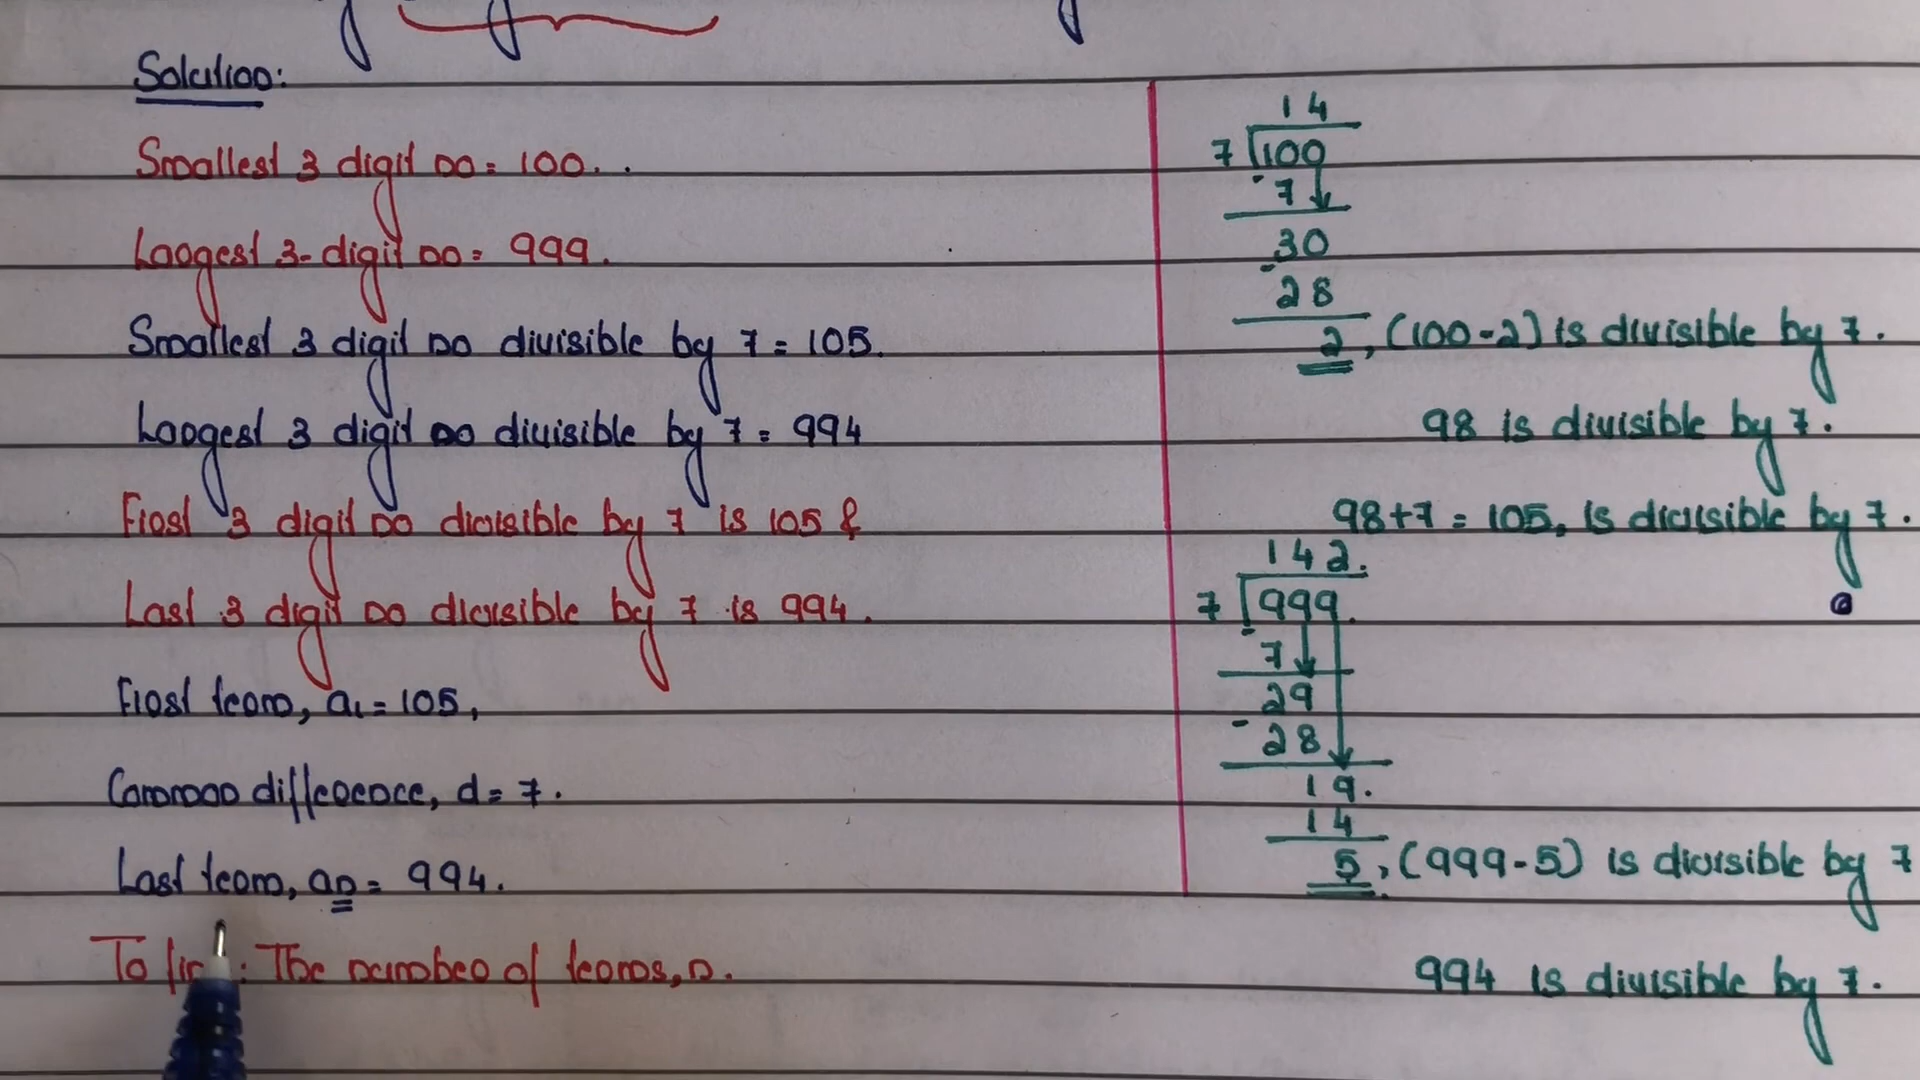 Solution:
Smallest 3 digit no = 100.
Largest 3-digit no = 999.
Smallest 3 digit no divisible by 7 = 105.
Largest 3 digit no divisible by 7 = 994
First 3 digit no divisible by 7 is 105 &
Last 3 digit no divisible by 7 is 994.
First term, a₁ = 105,
Common difference, d = 7.
Last term, an = 994.
To : The number of terms, n.
14
7 100
- 7
30
- 28
2, (100-2) is divisible by 7.
98 is divisible by 7.
98+7 = 105, is divisible by 7.
142.
7 999.
- 7
29
- 28
19.
14
5, (999-5) is divisible by 7
994 is divisible by 7.